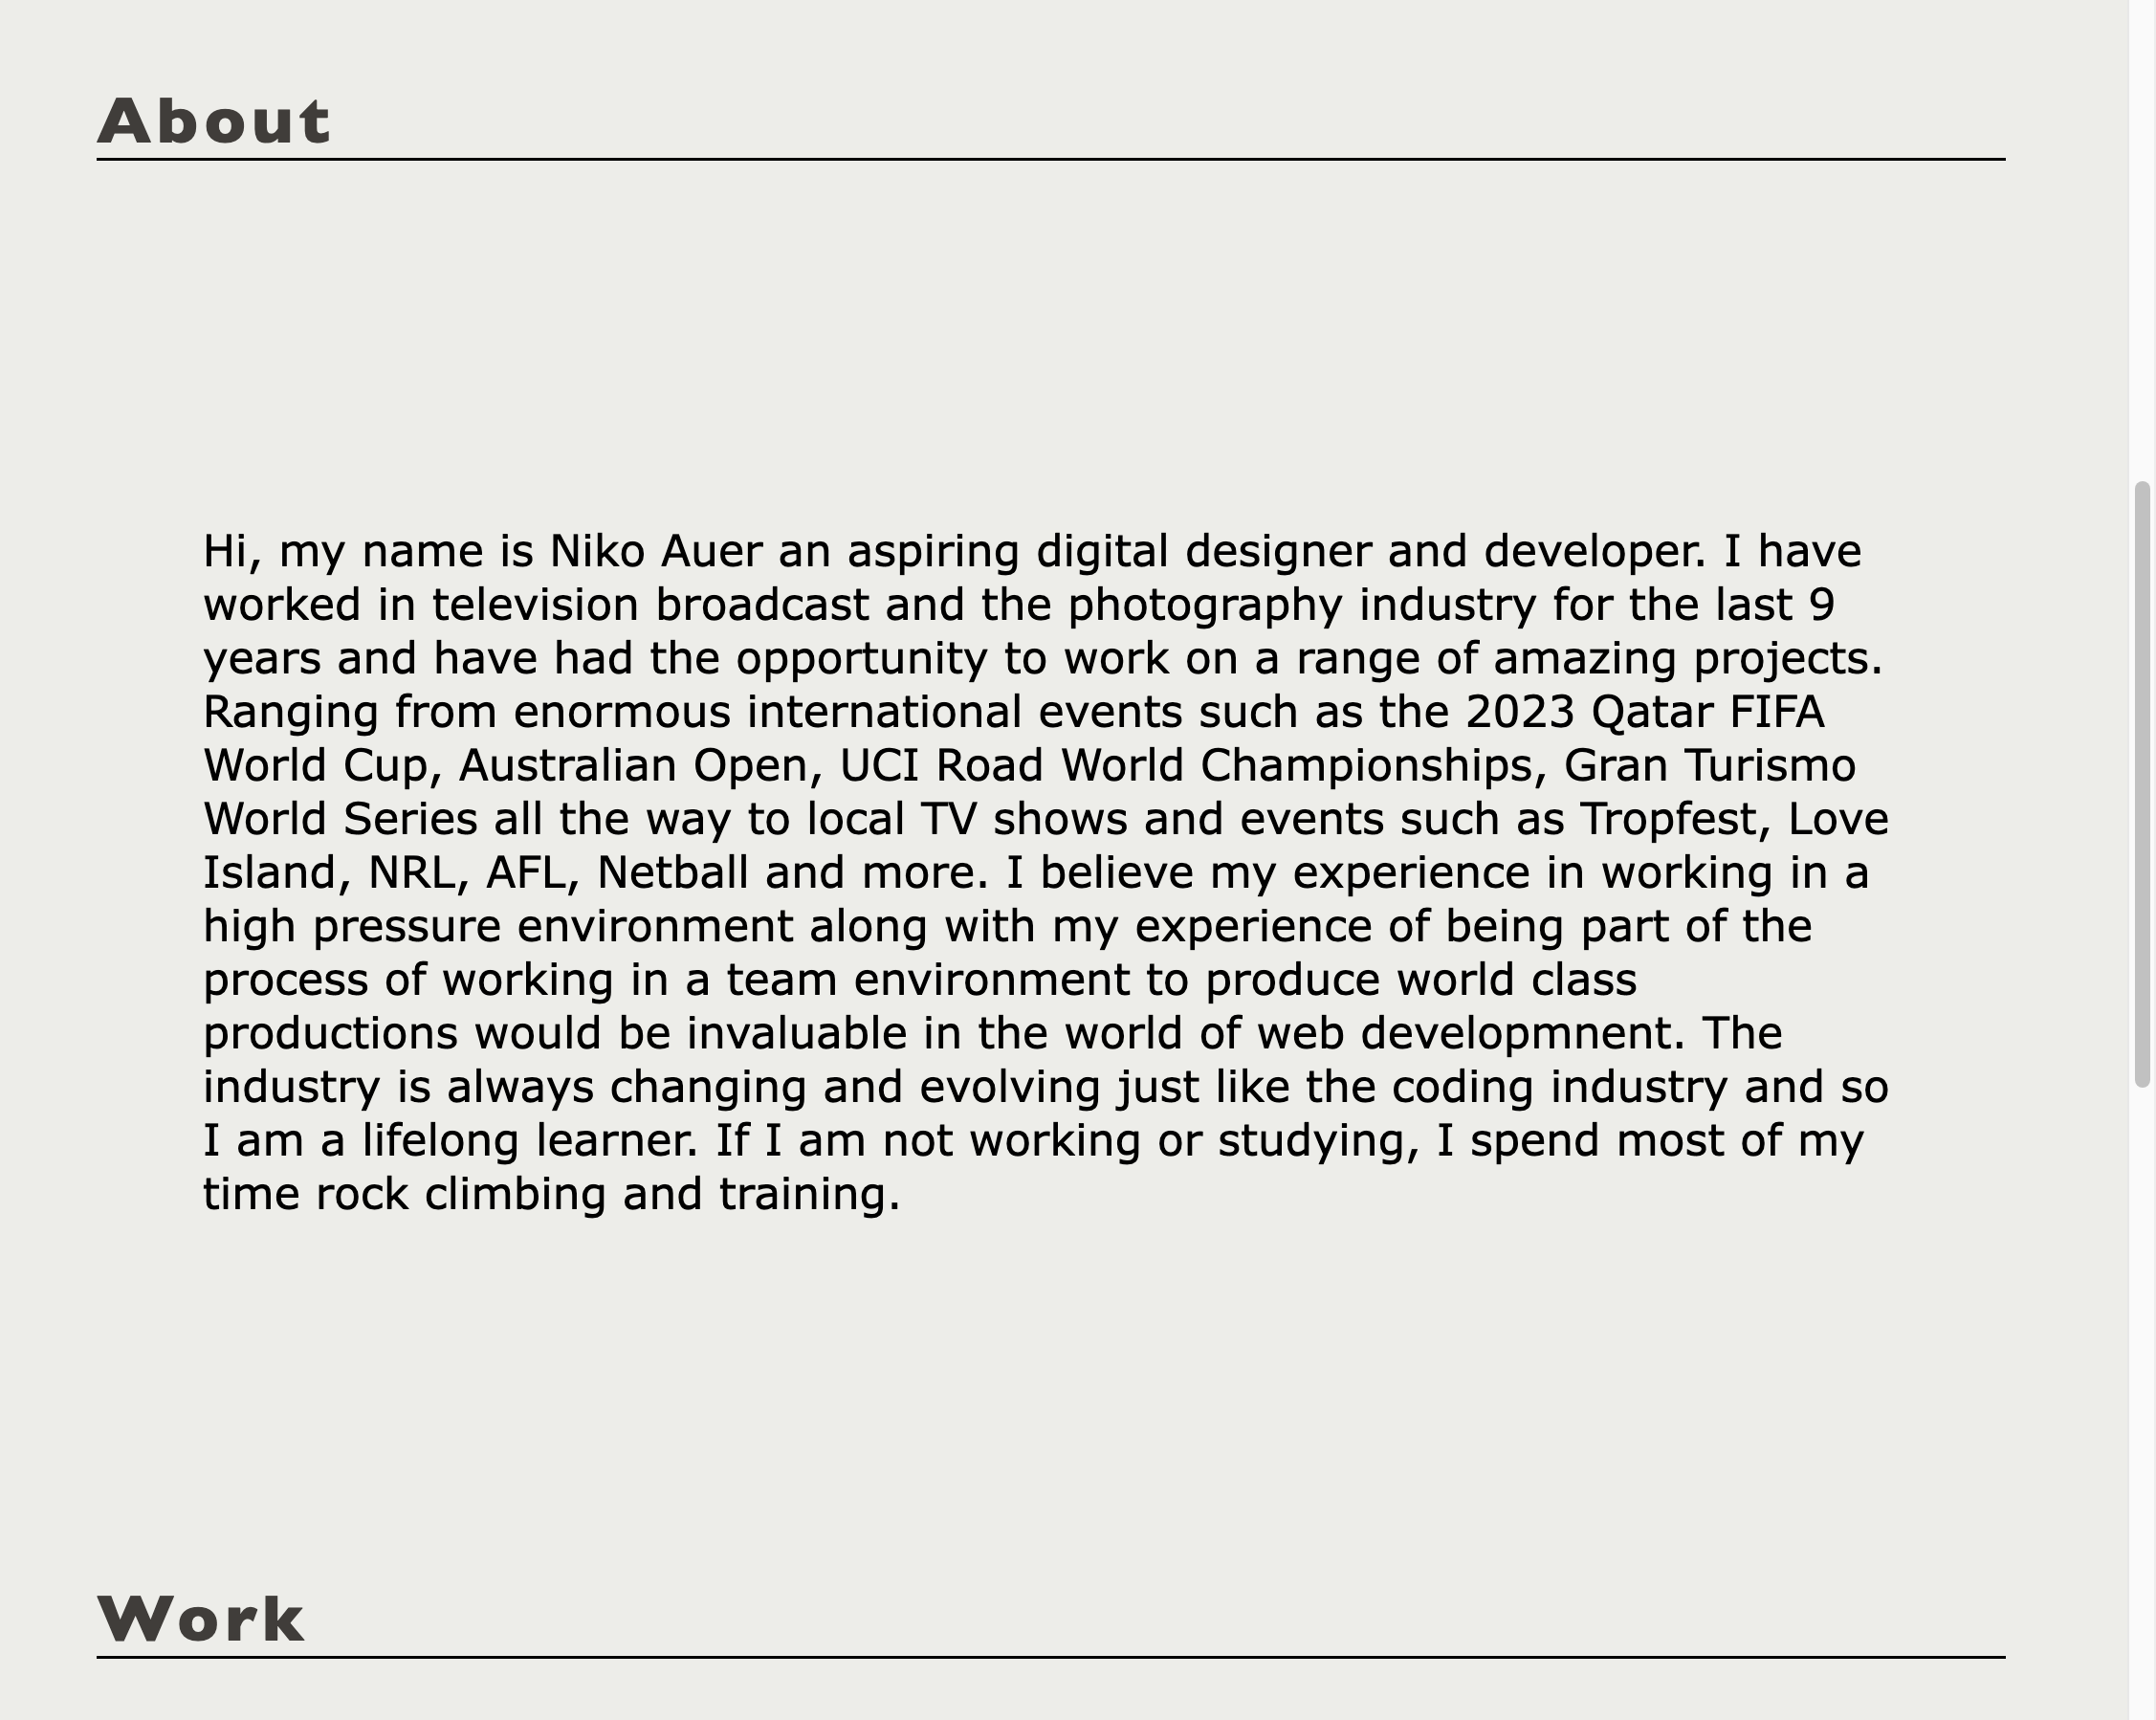 About
Hi, my name is Niko Auer an aspiring digital designer and developer. I have
worked in television broadcast and the photography industry for the last 9
years and have had the opportunity to work on a range of amazing projects.
Ranging from enormous international events such as the 2023 Qatar FIFA
World Cup, Australian Open, UCI Road World Championships, Gran Turismo
World Series all the way to local TV shows and events such as Tropfest, Love
Island, NRL, AFL, Netball and more. I believe my experience in working in a
high pressure environment along with my experience of being part of the
process of working in a team environment to produce world class
productions would be invaluable in the world of web developmnent. The
industry is always changing and evolving just like the coding industry and so
I am a lifelong learner. If I am not working or studying, I spend most of my
time rock climbing and training.
Work